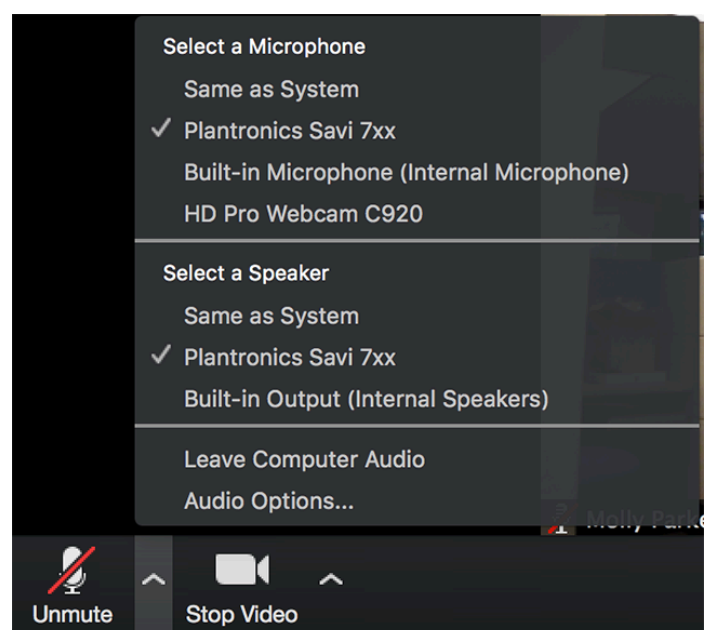 Select a Microphone
Same as System
Plantronics Savi 7xx
Built-in Microphone (Internal Microphone)
HD Pro Webcam C920
Select a Speaker
Same as System
Plantronics Savi 7xx
Built-in Output (Internal Speakers)
Leave Computer Audio
Audio Options...
Molly Parke
Unmute
Stop Video